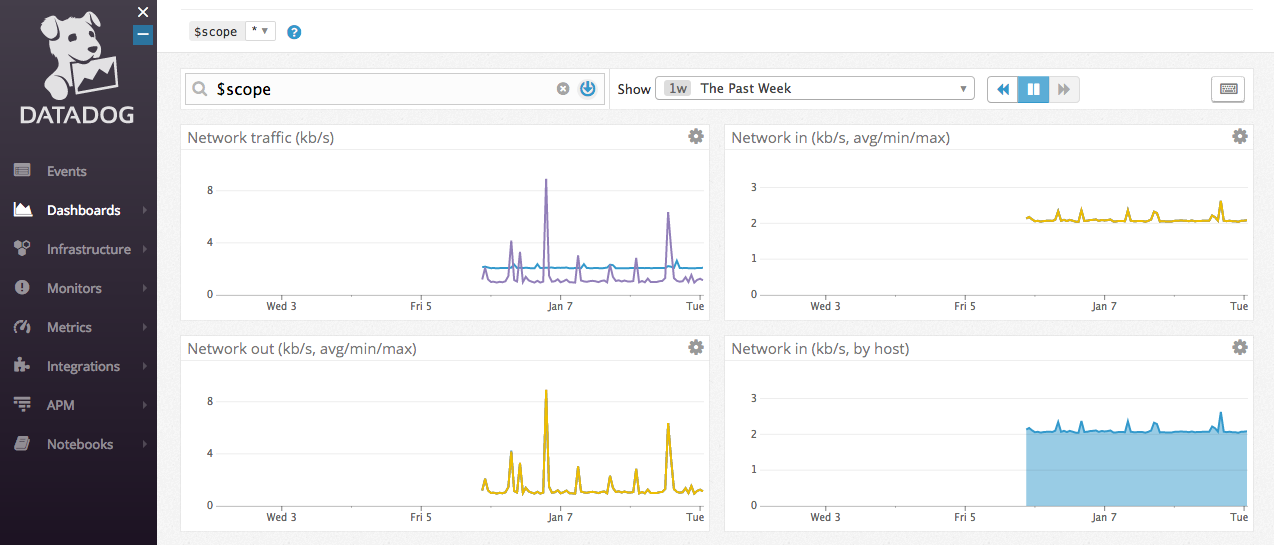 $scope * ▼ ?
DATADOG
Events
Dashboards
Infrastructure
Monitors
Metrics
Integrations
APM
Notebooks
$scope
Show 1w The Past Week
Network traffic (kb/s)
8
4
0
Wed 3 Fri 5 Jan 7 Tue
Network in (kb/s, avg/min/max)
3
2
1
0
Wed 3 Fri 5 Jan 7 Tue
Network out (kb/s, avg/min/max)
8
4
0
Wed 3 Fri 5 Jan 7 Tue
Network in (kb/s, by host)
3
2
1
0
Wed 3 Fri 5 Jan 7 Tue